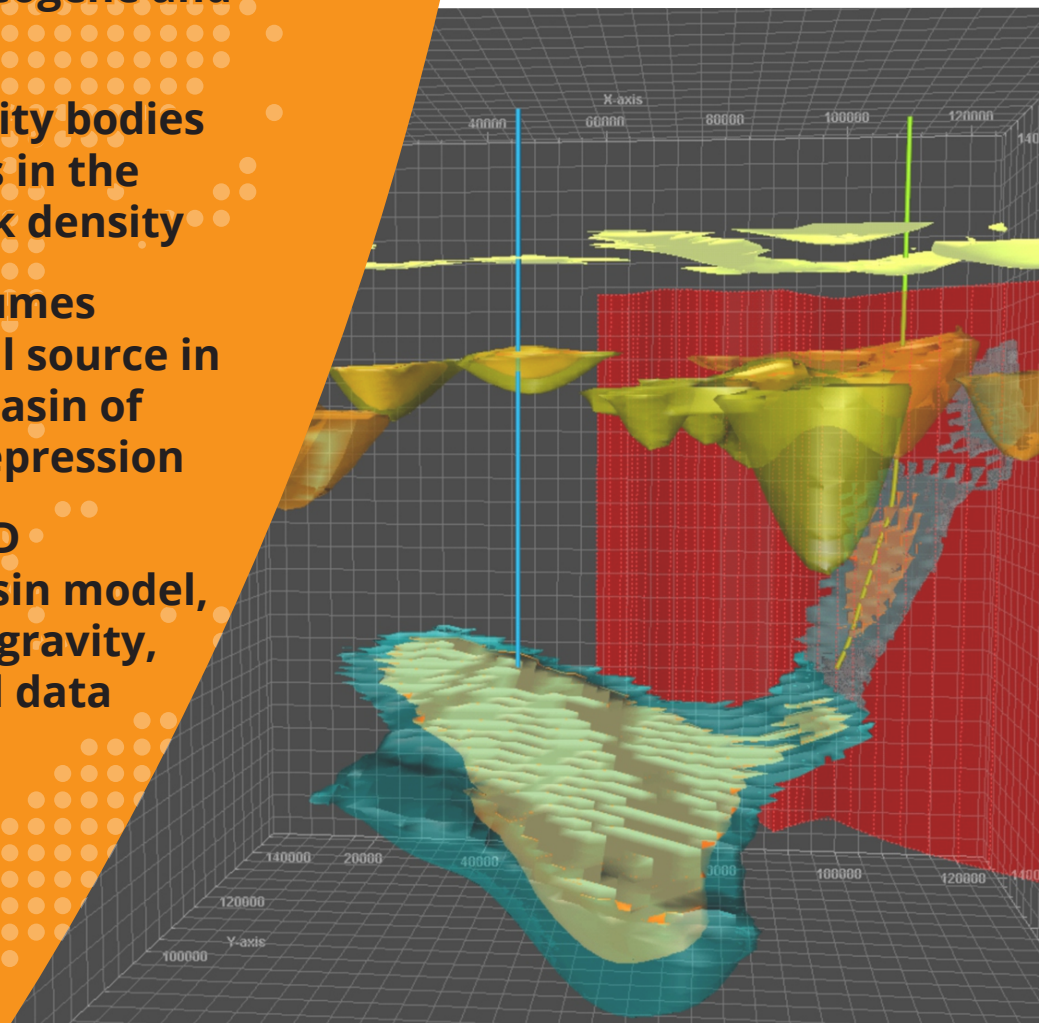 ity bodies
in the
density
umes
source in
asin of
epression
D
sin model,
gravity,
data
X-axis
40000 60000 80000 100000 120000
140000 20000 40000 100000 120000
120000
Y-axis
100000